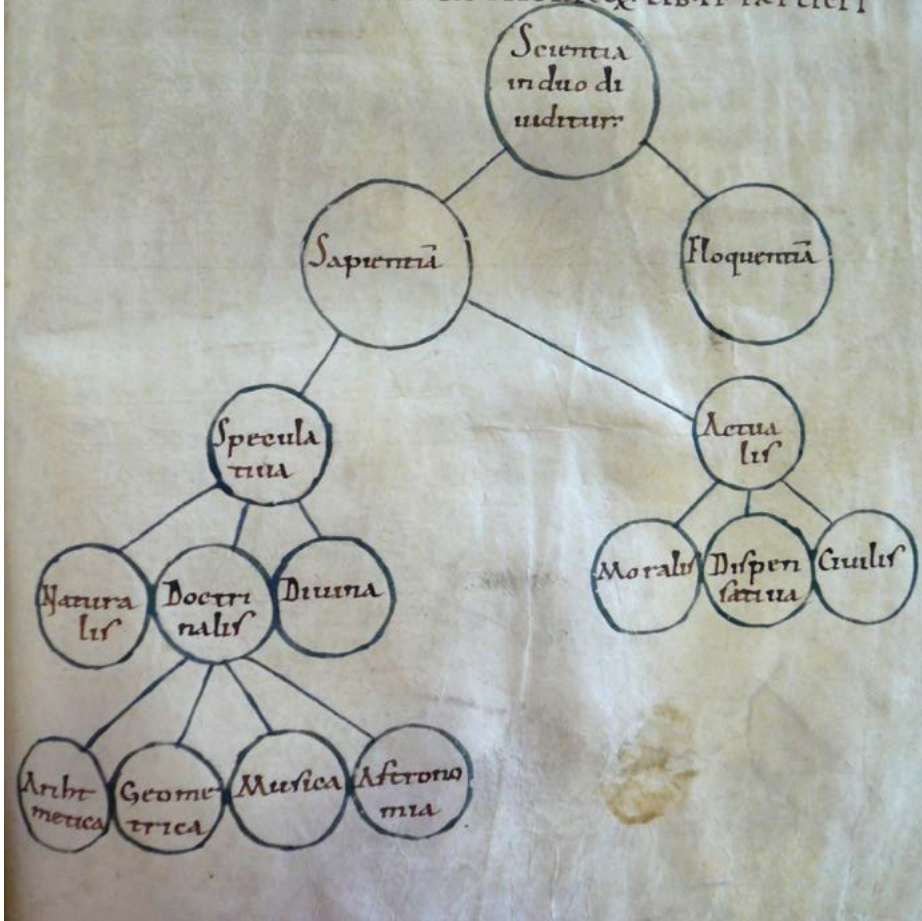 Scientia
in duo di
uiditur:
Sapientiā
Eloquentiā
Specula
tiua
Actua
lis
Natura
lis
Doctri
nalis
Diuina
Moralis
Dispen
satiua
Ciuilis
Arihт
metica
Geome
trica
Musica
Astrono
mia